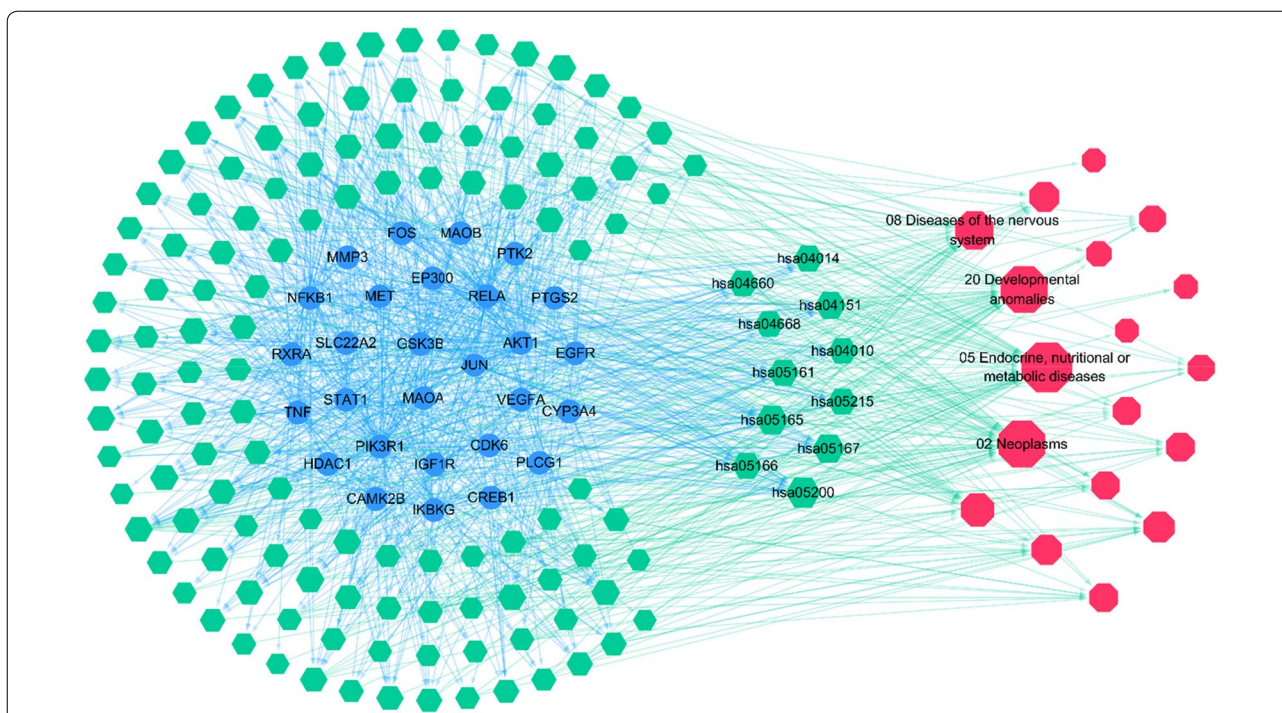 FOS
MAOB
MMP3
PTK2
EP300
NFKB1
MET
RELA
PTGS2
SLC22A2
GSK3B
AKT1
RXRA
EGFR
JUN
STAT1
MAOA
VEGFA
TNF
CYP3A4
PIK3R1
CDK6
HDAC1
IGF1R
PLCG1
CAMK2B
CREB1
IKBKG
hsa04014
hsa04660
hsa04151
hsa04668
hsa04010
hsa05161
hsa05215
hsa05165
hsa05167
hsa05166
hsa05200
08 Diseases of the nervous
system
20 Developmental
anomalies
05 Endocrine, nutritional or
metabolic diseases
02 Neoplasms